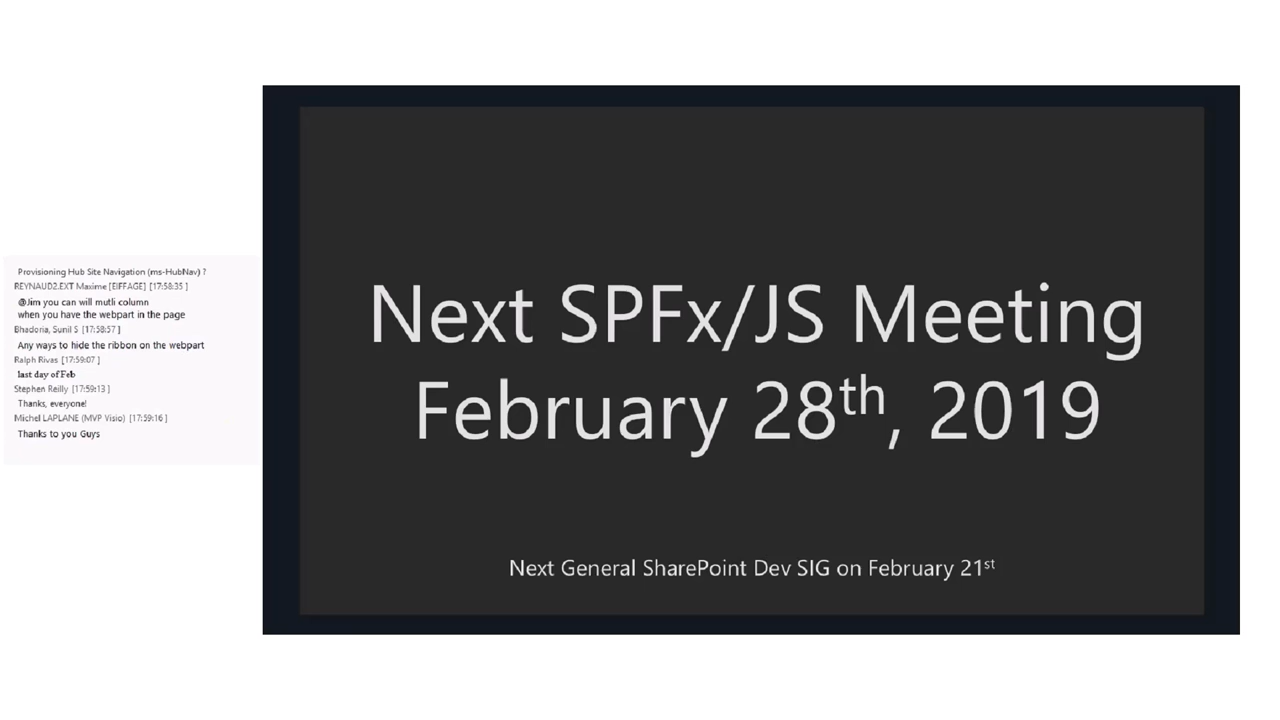 Provisioning Hub Site Navigation (ms-HubNav) ?
REYNAUD2.EXT Maxime [EIFFAGE] [17:58:35 ]
@Jim you can will mutli column
when you have the webpart in the page
Bhadoria, Sunil S [17:58:57 ]
Any ways to hide the ribbon on the webpart
Ralph Rivas [17:59:07 ]
last day of Feb
Stephen Reilly [17:59:13 ]
Thanks, everyone!
Michel LAPLANE (MVP Visio) [17:59:16 ]
Thanks to you Guys
Next SPFx/JS Meeting
February 28th, 2019
Next General SharePoint Dev SIG on February 21st